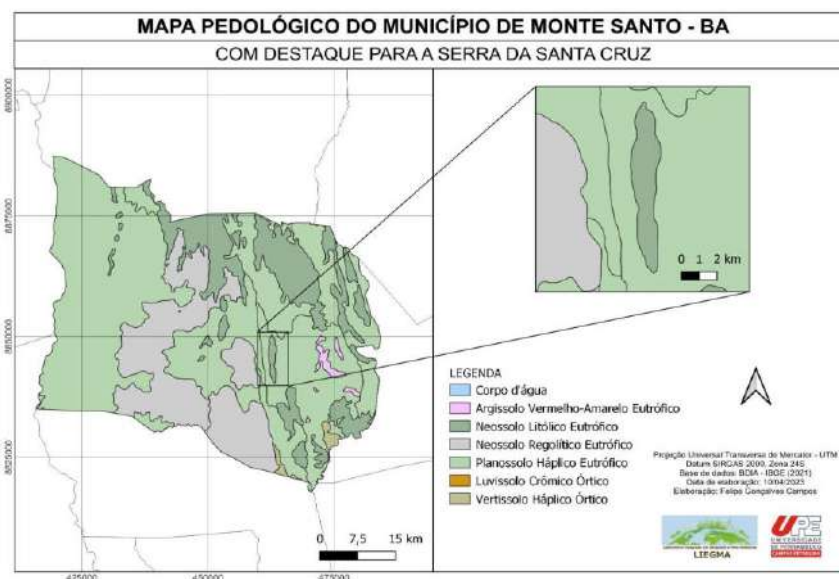 MAPA PEDOLÓGICO DO MUNICÍPIO DE MONTE SANTO - BA
COM DESTAQUE PARA A SERRA DA SANTA CRUZ
8900000
8875000
8850000
8825000
425000
450000
475000
0 7,5 15 km
0 1 2 km
LEGENDA
Corpo d'água
Argissolo Vermelho-Amarelo Eutrófico
Neossolo Litólico Eutrófico
Neossolo Regolítico Eutrófico
Planossolo Háplico Eutrófico
Luvissolo Crômico Órtico
Vertissolo Háplico Órtico
Projeção Universal Transversa de Mercator - UTM
Datum SIRGAS 2000, Zona 24S
Base de dados: BDIA - IBGE (2021)
Data de elaboração: 10/04/2023
Elaboração: Felipe Gonçalves Campos
LIEGMA
UPE
UNIVERSIDADE
DE PERNAMBUCO